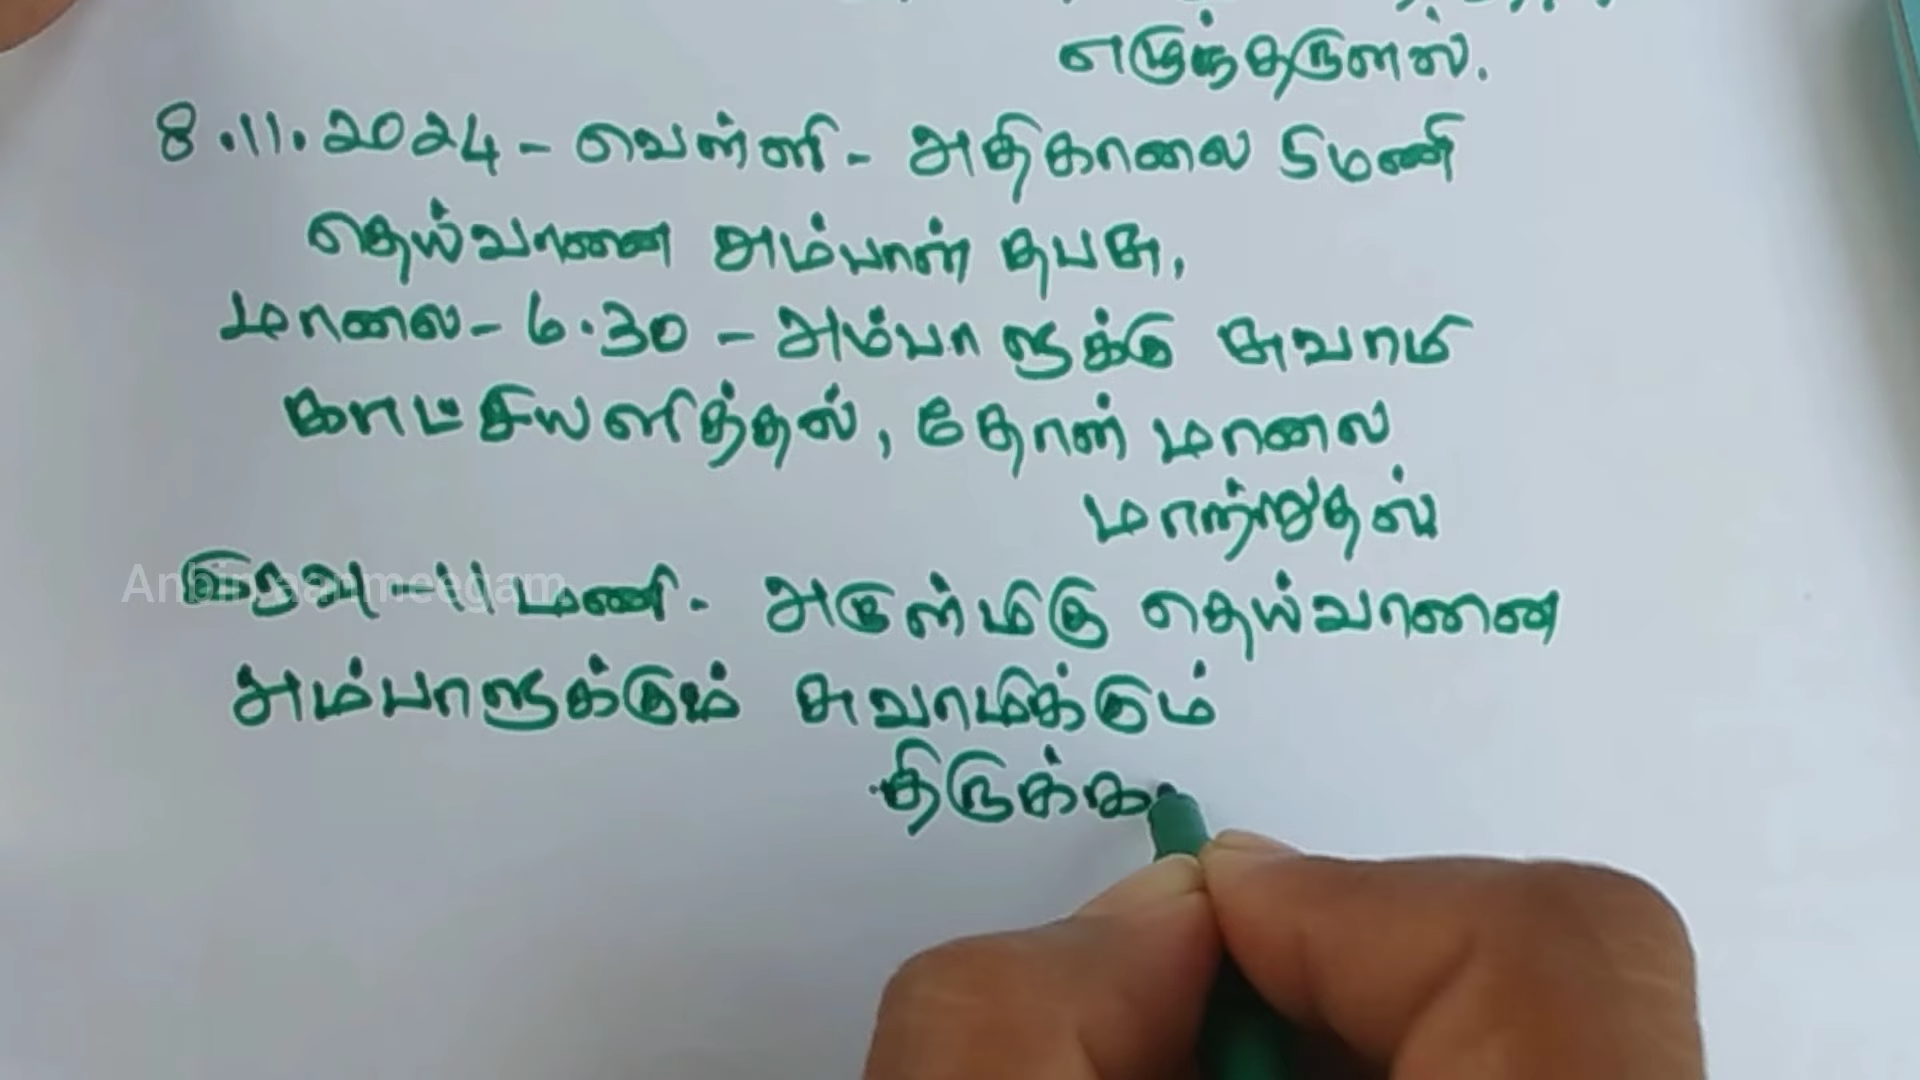 எழுந்தருளல்.
8.11.2024 - வெள்ளி - அதிகாலை 5 மணி
தெய்வானை அம்பாள் தபசு,
மாலை - 6.30 - அம்பாளுக்கு சுவாமி
காட்சியளித்தல், தோள் மாலை
மாற்றுதல்
இரவு - 11 மணி - அருள்மிகு தெய்வானை
Anbinaanmeegam
அம்பாளுக்கும் சுவாமிக்கும்
திருக்க